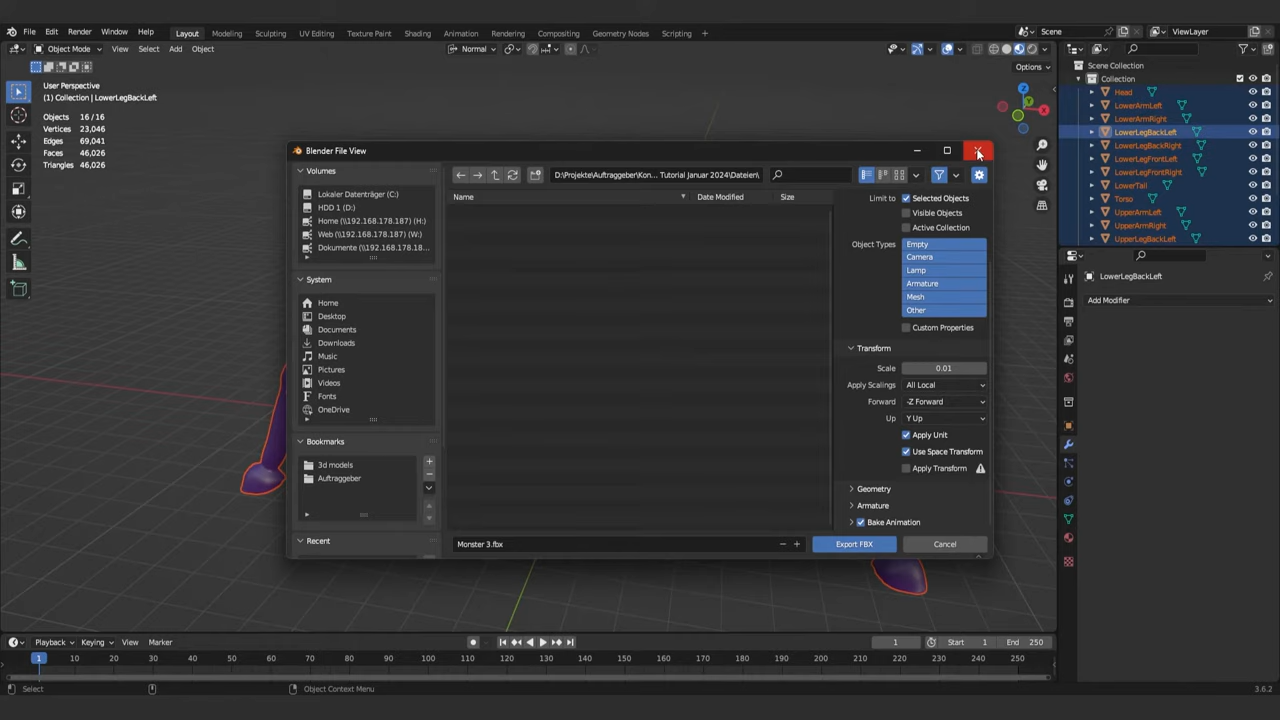 File Edit Render Window Help Layout Modeling Sculpting UV Editing Texture Paint Shading Animation Rendering Compositing Geometry Nodes Scripting + Scene ViewLayer
Object Mode View Select Add Object Normal
Options
User Perspective
(1) Collection | LowerLegBackLeft
Objects 16 / 16
Vertices 23,046
Edges 69,041
Faces 46,026
Triangles 46,026
X
Y
Z
Blender File View
Volumes
Lokaler Datenträger (C:)
HDD 1 (D:)
Home (\\192.168.178.187) (H:)
Web (\\192.168.178.187) (W:)
Dokumente (\\192.168.178.18...
System
Home
Desktop
Documents
Downloads
Music
Pictures
Videos
Fonts
OneDrive
Bookmarks
3d models
Auftraggeber
Recent
D:\Projekte\Auftraggeber\Kon... Tutorial Januar 2024\Dateien\
Name Date Modified Size
Monster 3.fbx
Limit to Selected Objects
Visible Objects
Active Collection
Object Types Empty
Camera
Lamp
Armature
Mesh
Other
Custom Properties
Transform
Scale 0.01
Apply Scalings All Local
Forward -Z Forward
Up Y Up
Apply Unit
Use Space Transform
Apply Transform
Geometry
Armature
Bake Animation
Export FBX Cancel
Scene Collection
Collection
Head
LowerArmLeft
LowerArmRight
LowerLegBackLeft
LowerLegBackRight
LowerLegFrontLeft
LowerLegFrontRight
LowerTail
Torso
UpperArmLeft
UpperArmRight
UpperLegBackLeft
LowerLegBackLeft
Add Modifier
Playback Keying View Marker 1 Start 1 End 250
1 10 20 30 40 50 60 70 80 90 100 110 120 130 140 150 160 170 180 190 200 210 220 230 240 250
Select Object Context Menu 3.6.2